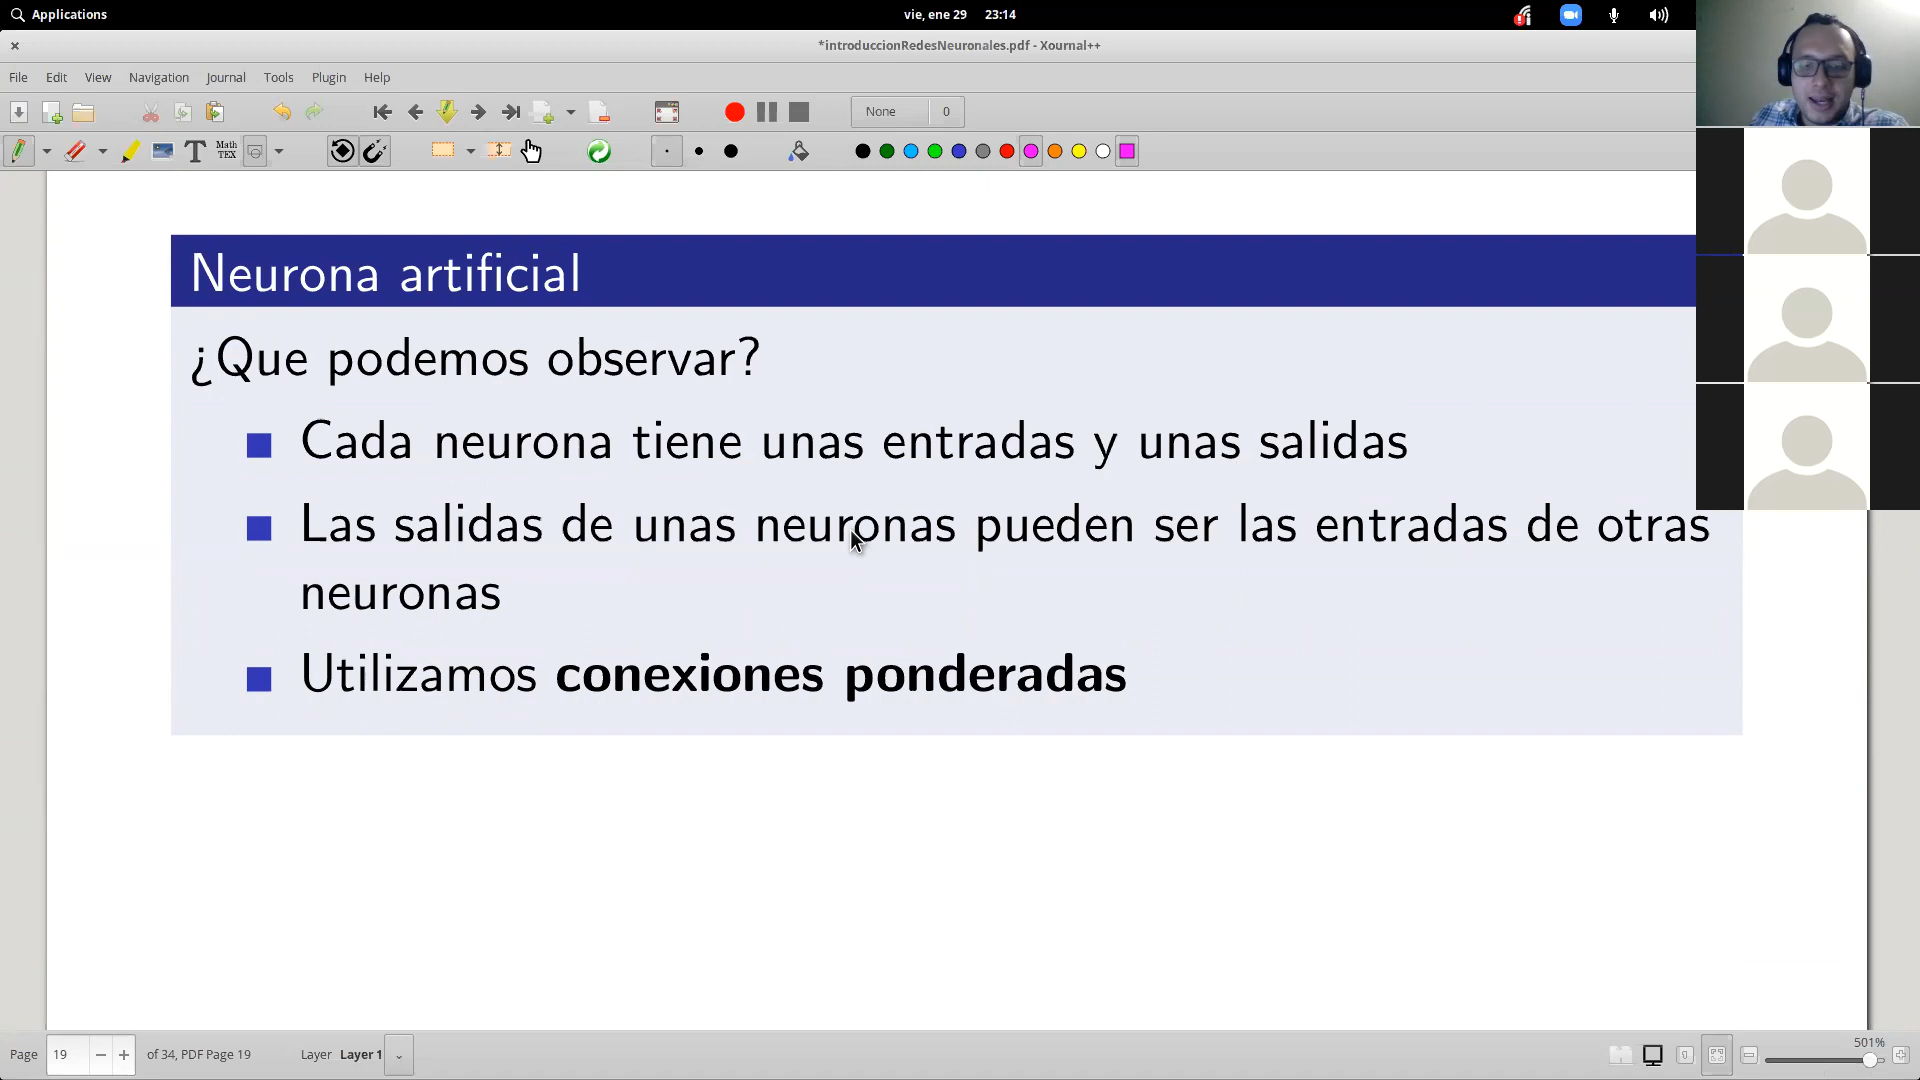 Applications
vie, ene 29 23:14
*introduccionRedesNeuronales.pdf - Xournal++
File Edit View Navigation Journal Tools Plugin Help
None 0
T Math TEX
Neurona artificial
¿Que podemos observar?
Cada neurona tiene unas entradas y unas salidas
Las salidas de unas neuronas pueden ser las entradas de otras
neuronas
Utilizamos conexiones ponderadas
Page 19 of 34, PDF Page 19 Layer Layer 1
501%